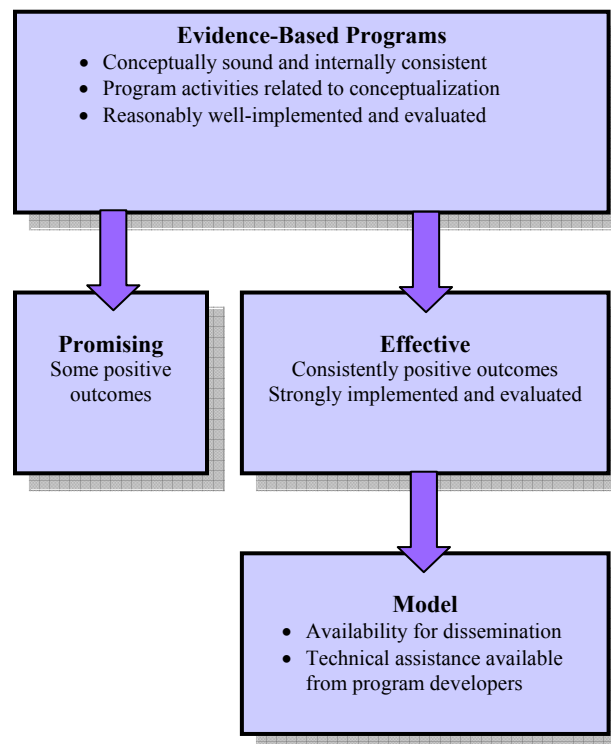 Evidence-Based Programs
• Conceptually sound and internally consistent
• Program activities related to conceptualization
• Reasonably well-implemented and evaluated
Promising
Some positive
outcomes
Effective
Consistently positive outcomes
Strongly implemented and evaluated
Model
• Availability for dissemination
• Technical assistance available
from program developers